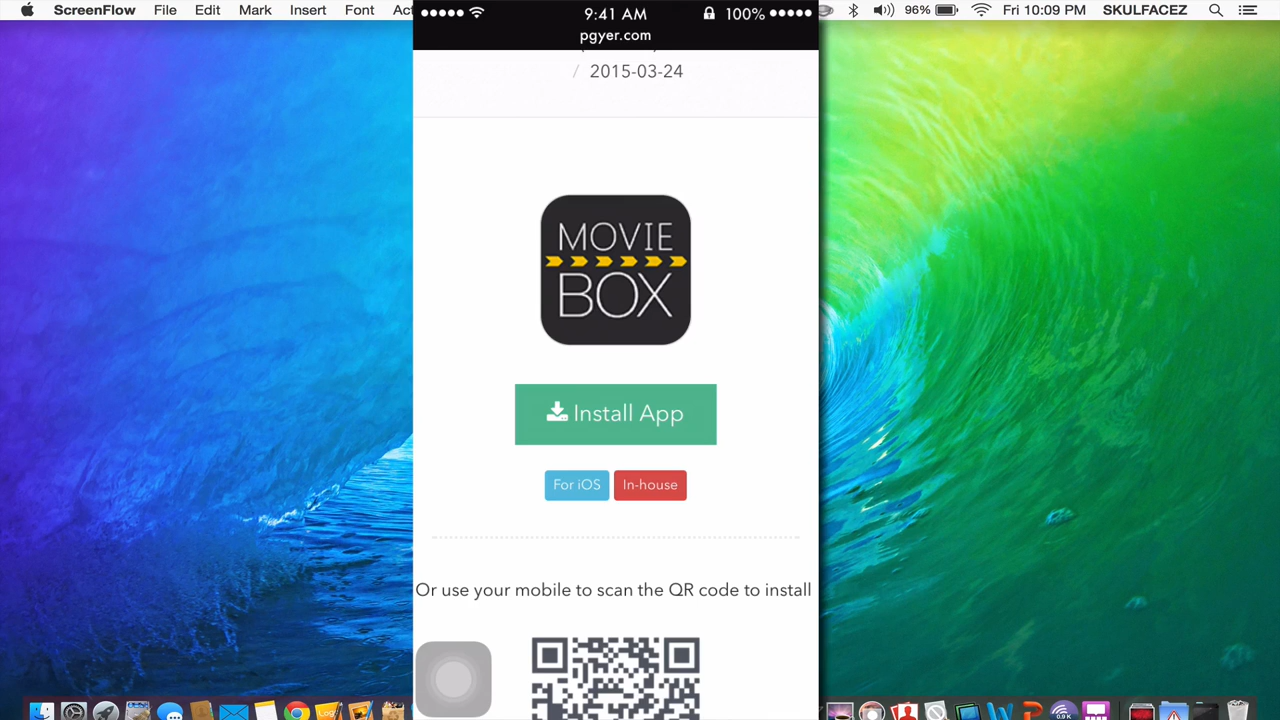 ScreenFlow File Edit Mark Insert Font Ac
9:41 AM 100%
96% Fri 10:09 PM SKULFACEZ
pgyer.com
/ 2015-03-24
MOVIE
BOX
Install App
For iOS In-house
Or use your mobile to scan the QR code to install